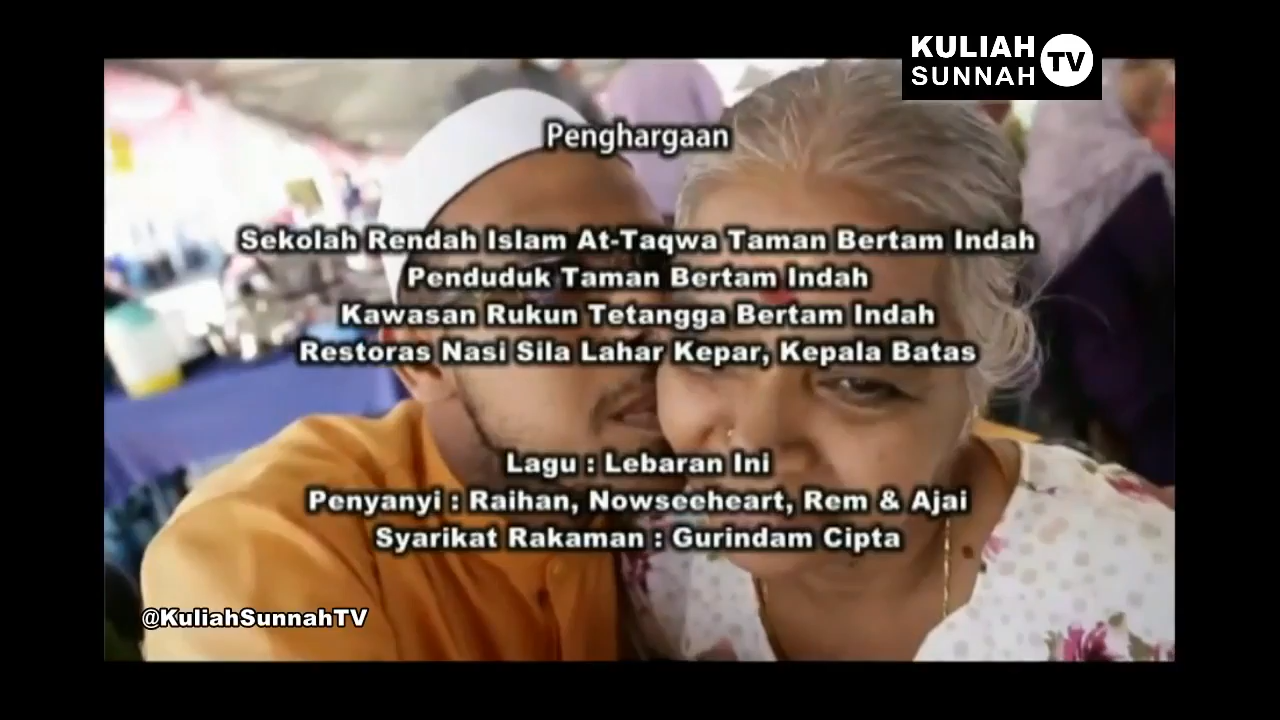 KULIAH
SUNNAH
TV
Penghargaan
Sekolah Rendah Islam At-Taqwa Taman Bertam Indah
Penduduk Taman Bertam Indah
Kawasan Rukun Tetangga Bertam Indah
Restoras Nasi Sila Lahar Kepar, Kepala Batas
Lagu : Lebaran Ini
Penyanyi : Raihan, Nowseeheart, Rem & Ajai
Syarikat Rakaman : Gurindam Cipta
@KuliahSunnahTV